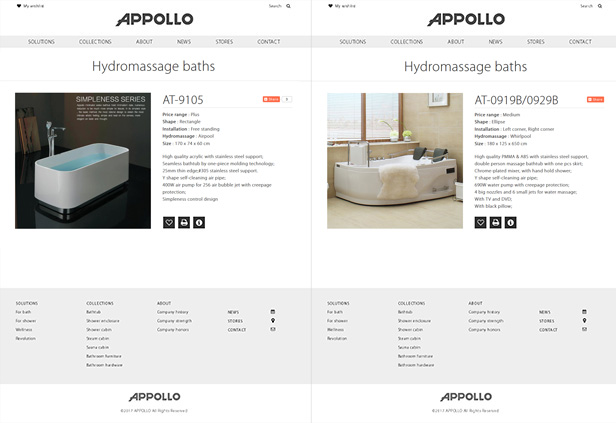 My wishlist
Search
APPOLLO
SOLUTIONS COLLECTIONS ABOUT NEWS STORES CONTACT
Hydromassage baths
SIMPLENESS SERIES
AT-9105
Share 0
Price range : Plus
Shape : Rectangle
Installation : Free standing
Hydromassage : Airpool
Size : 170 x 74 x 60 cm
High quality acrylic with stainless steel support;
Seamless bathtub by one-piece molding technology;
25mm thin edge;#305 stainless steel support;
Y shape self-cleaning air pipe;
400W air pump for 256 air bubble jet with creepage
protection;
Simpleness control design
SOLUTIONS COLLECTIONS ABOUT
For bath Bathtub Company history NEWS
For shower Shower enclosure Company strength STORES
Wellness Shower cabin Company honors CONTACT
Revolution Steam cabin
Sauna cabin
Bathroom furniture
Bathroom hardware
APPOLLO
©2017 APPOLLO All Rights Reserved
My wishlist
Search
APPOLLO
SOLUTIONS COLLECTIONS ABOUT NEWS STORES CONTACT
Hydromassage baths
AT-0919B/0929B
Share
Price range : Medium
Shape : Ellipse
Installation : Left corner, Right corner
Hydromassage : Whirlpool
Size : 180 x 125 x 650 cm
High quality PMMA & ABS with stainless steel support;
double person massage bathtub with one pcs skirt;
Chrome-plated mixer, with hand hold shower;
Y shape self-cleaning air pipe;
690W water pump with creepage protection;
4 big nozzles and 6 small jets for water massage;
With TV and DVD;
With black pillow;
SOLUTIONS COLLECTIONS ABOUT
For bath Bathtub Company history NEWS
For shower Shower enclosure Company strength STORES
Wellness Shower cabin Company honors CONTACT
Revolution Steam cabin
Sauna cabin
Bathroom furniture
Bathroom hardware
APPOLLO
©2017 APPOLLO All Rights Reserved